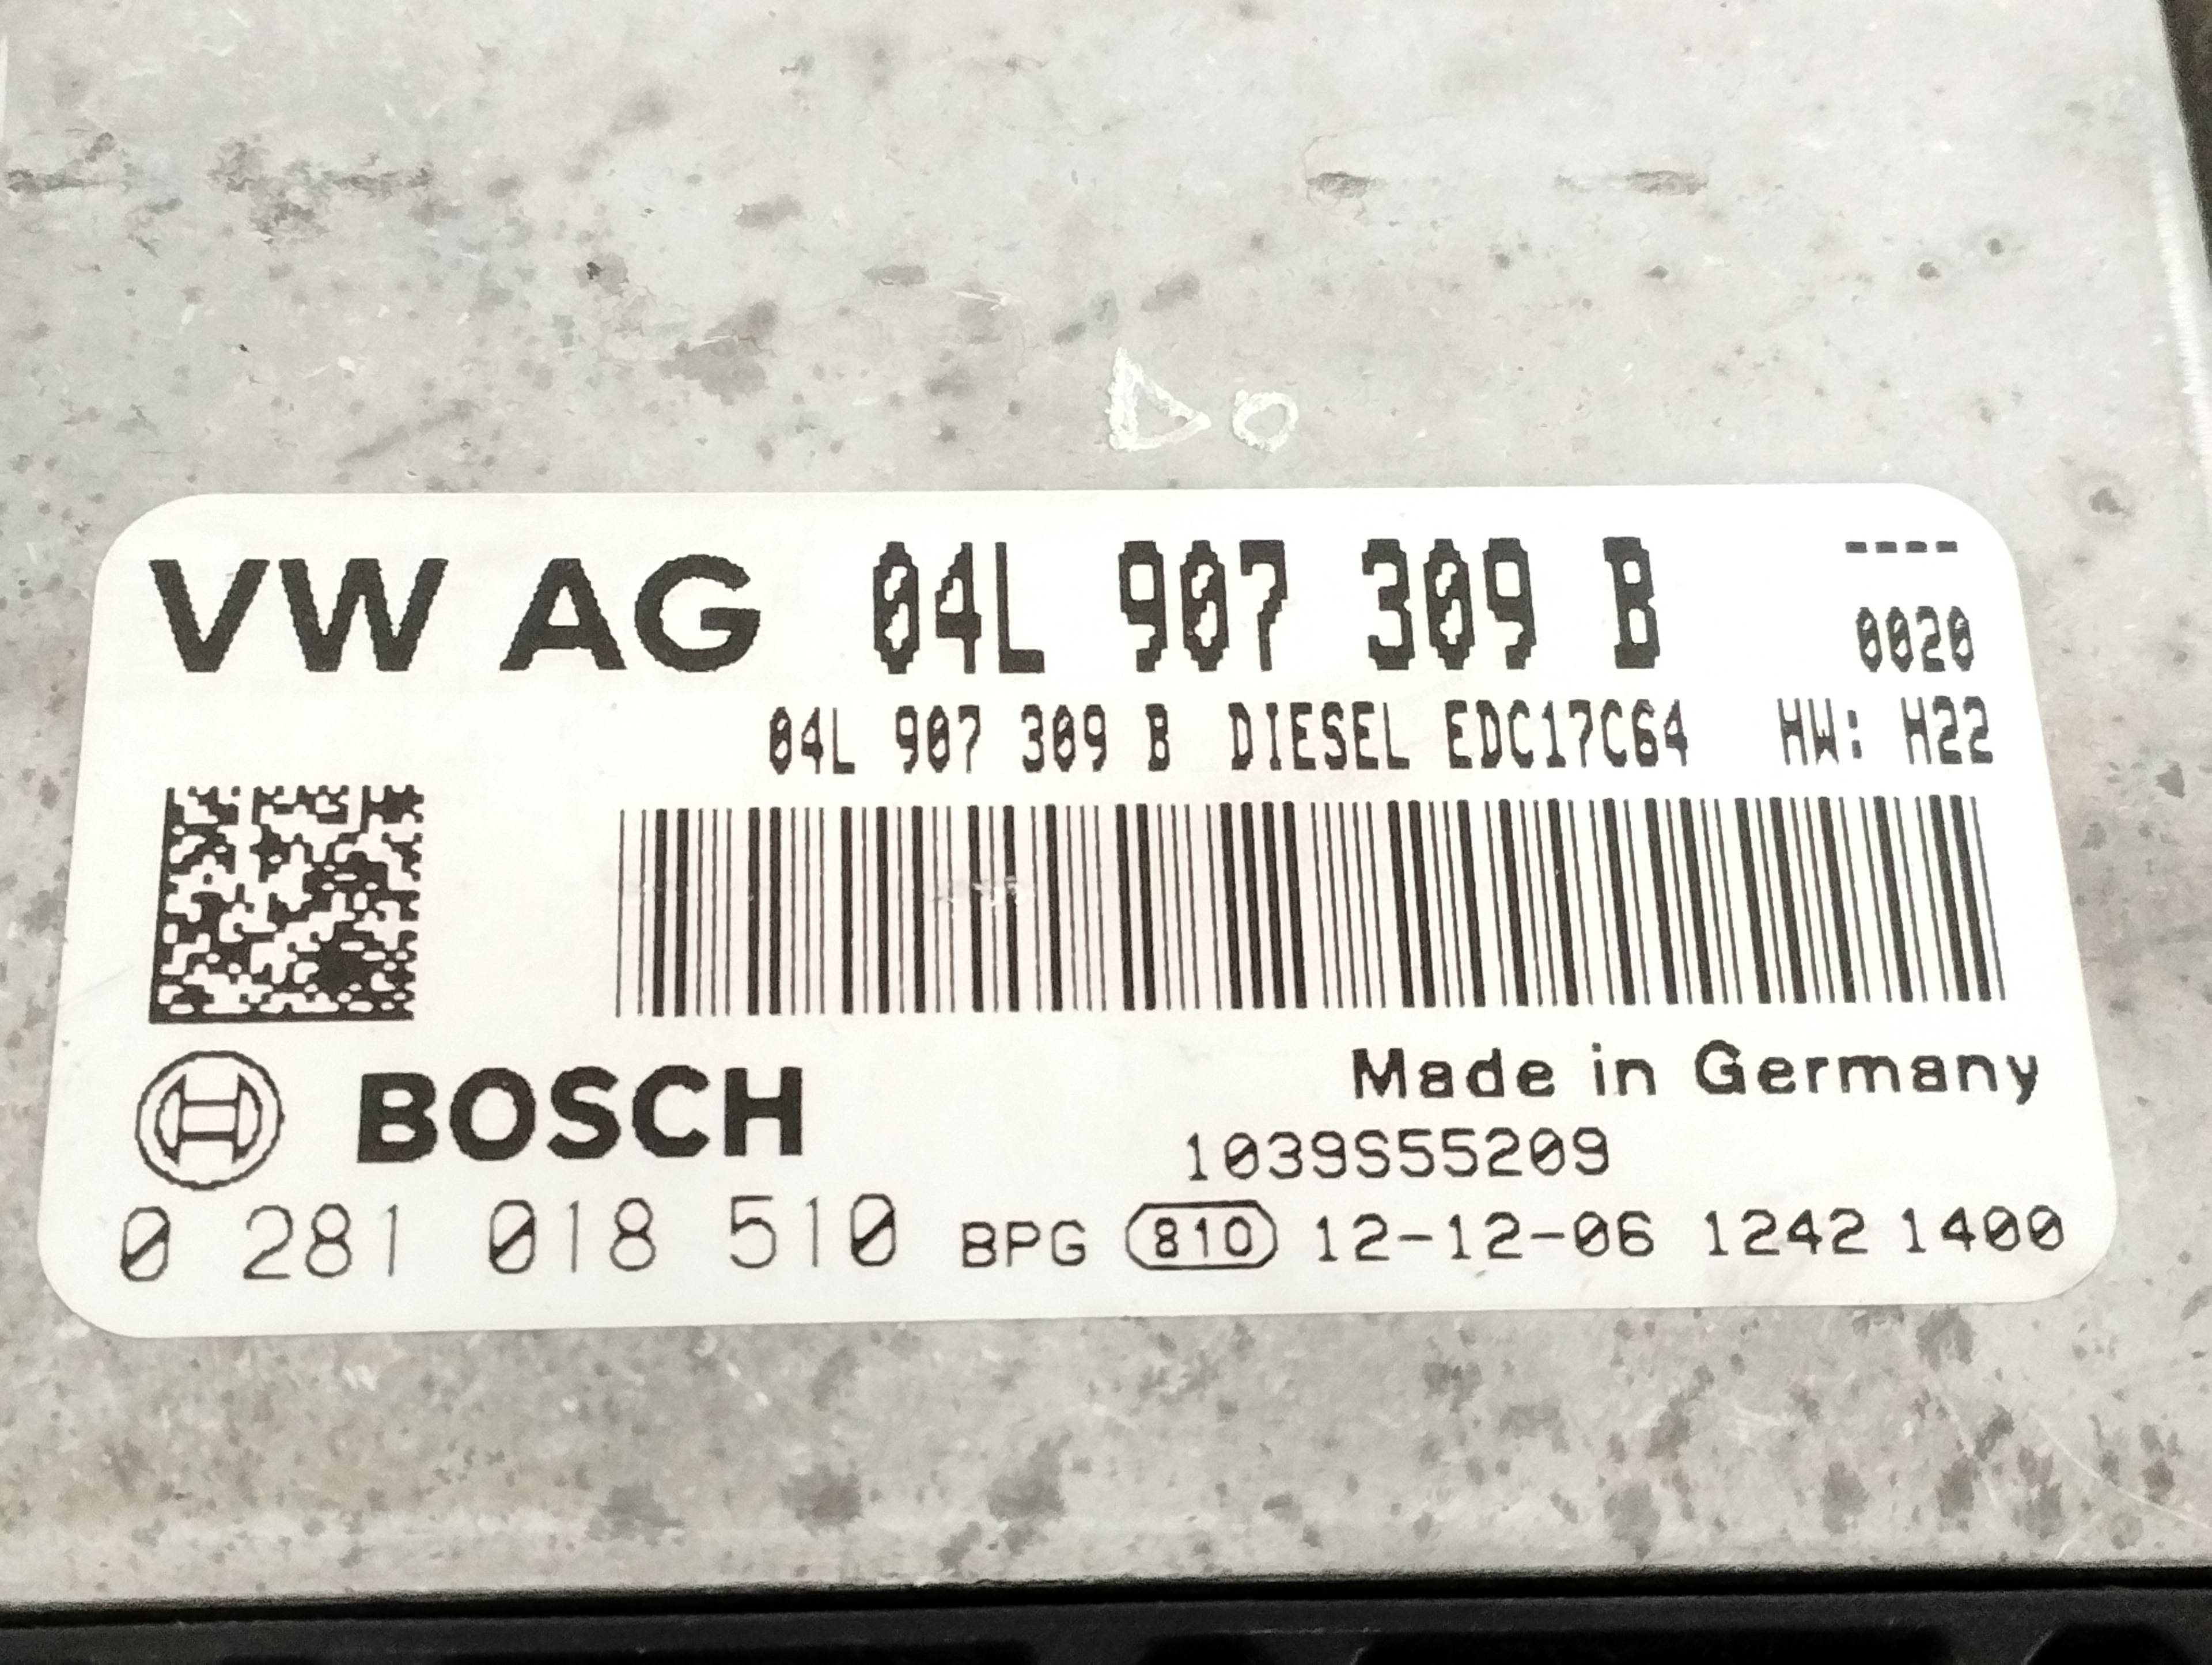 Do
VW AG 04L 907 309 B ----
0020
04L 907 309 B DIESEL EDC17C64 HW: H22
Made in Germany
BOSCH
1039S55209
0 281 018 510 BPG 810 12-12-06 1242 1400